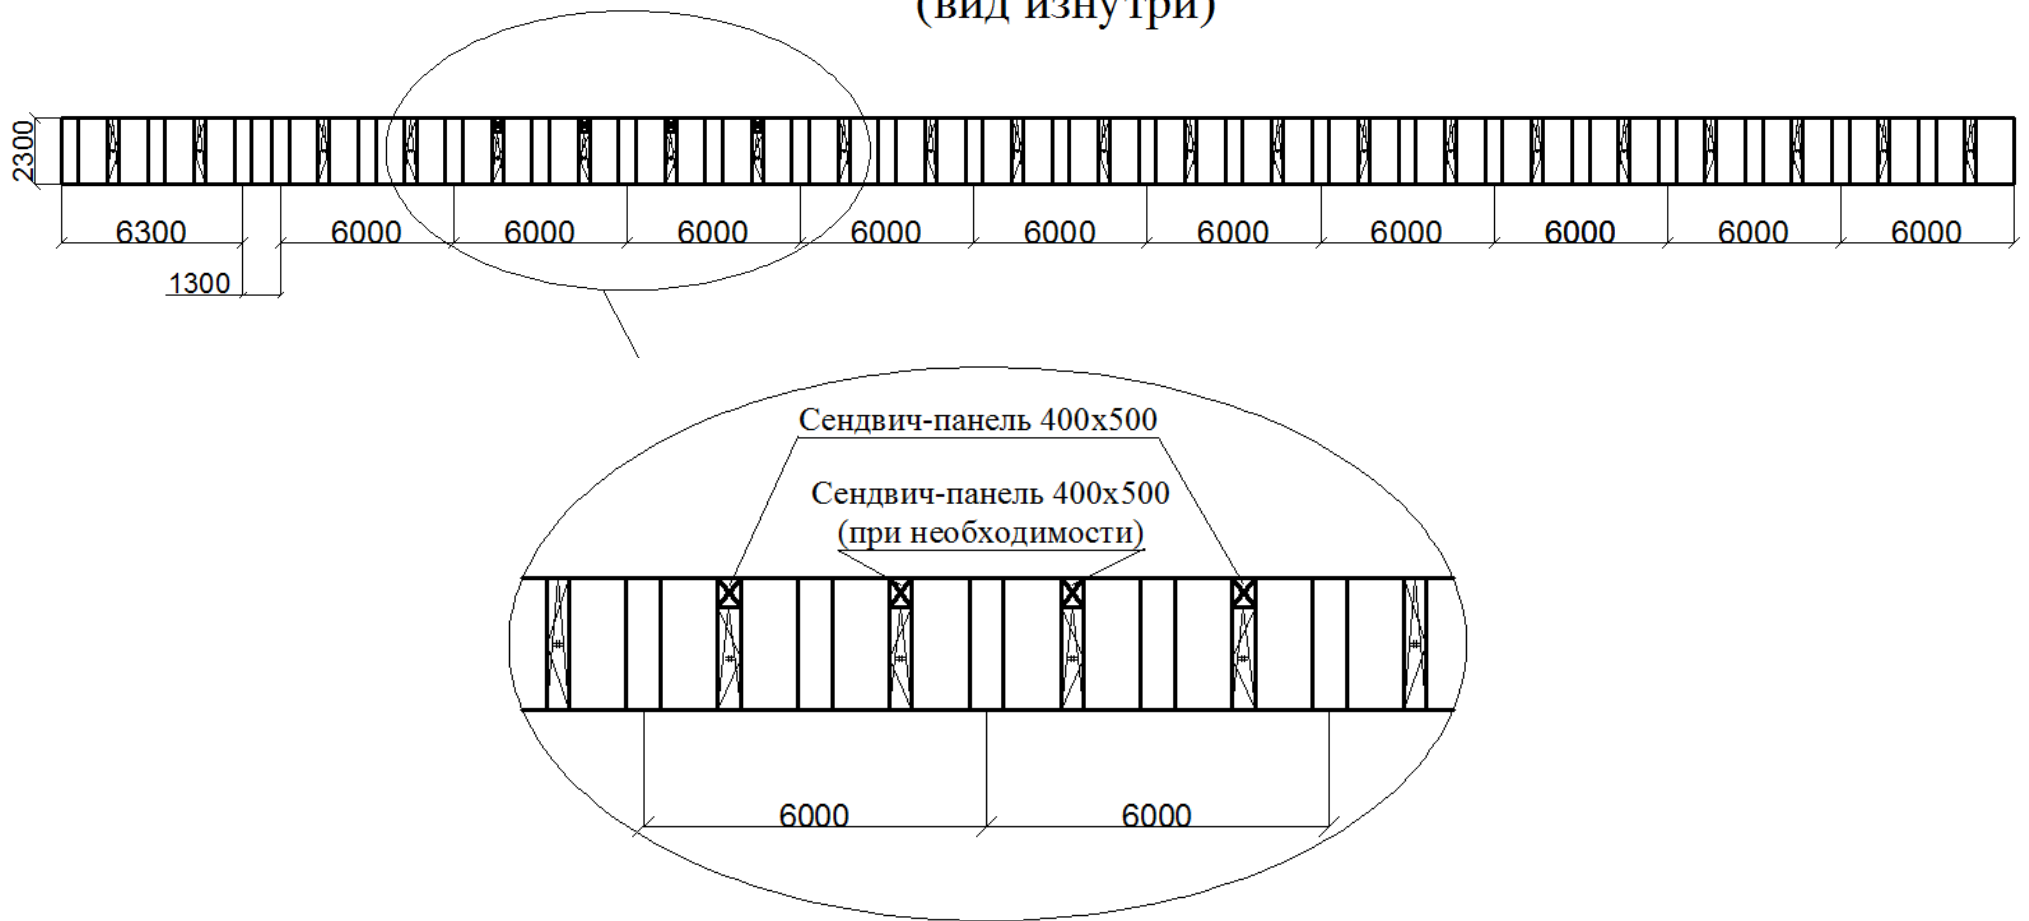 (вид изнутри)
2300
6300 6000 6000 6000 6000 6000 6000 6000 6000 6000 6000
1300
Сендвич-панель 400х500
Сендвич-панель 400х500
(при необходимости)
6000 6000